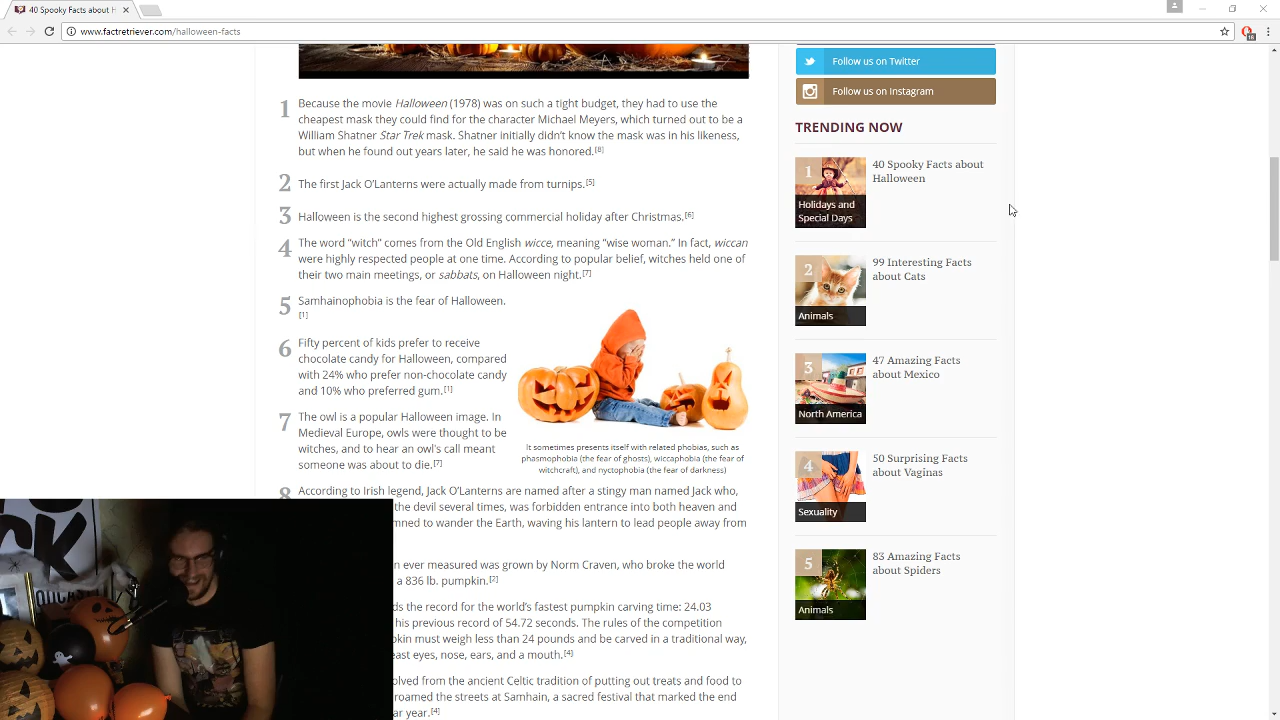 40 Spooky Facts about H
www.factretriever.com/halloween-facts
18
Follow us on Twitter
Follow us on Instagram
TRENDING NOW
1 Because the movie Halloween (1978) was on such a tight budget, they had to use the
cheapest mask they could find for the character Michael Meyers, which turned out to be a
William Shatner Star Trek mask. Shatner initially didn't know the mask was in his likeness,
but when he found out years later, he said he was honored.[8]
2 The first Jack O'Lanterns were actually made from turnips.[5]
3 Halloween is the second highest grossing commercial holiday after Christmas.[6]
4 The word "witch" comes from the Old English wicce, meaning "wise woman." In fact, wiccan
were highly respected people at one time. According to popular belief, witches held one of
their two main meetings, or sabbats, on Halloween night.[7]
5 Samhainophobia is the fear of Halloween.
[1]
6 Fifty percent of kids prefer to receive
chocolate candy for Halloween, compared
with 24% who prefer non-chocolate candy
and 10% who preferred gum.[1]
7 The owl is a popular Halloween image. In
Medieval Europe, owls were thought to be
witches, and to hear an owl's call meant
someone was about to die.[7]
It sometimes presents itself with related phobias, such as
phasmophobia (the fear of ghosts), wiccaphobia (the fear of
witchcraft), and nyctophobia (the fear of darkness)
8 According to Irish legend, Jack O'Lanterns are named after a stingy man named Jack who,
the devil several times, was forbidden entrance into both heaven and
mned to wander the Earth, waving his lantern to lead people away from
n ever measured was grown by Norm Craven, who broke the world
a 836 lb. pumpkin.[2]
ds the record for the world's fastest pumpkin carving time: 24.03
his previous record of 54.72 seconds. The rules of the competition
pkin must weigh less than 24 pounds and be carved in a traditional way,
east eyes, nose, ears, and a mouth.[4]
olved from the ancient Celtic tradition of putting out treats and food to
roamed the streets at Samhain, a sacred festival that marked the end
ar year.[4]
1
40 Spooky Facts about
Halloween
Holidays and
Special Days
2
99 Interesting Facts
about Cats
Animals
3
47 Amazing Facts
about Mexico
North America
4
50 Surprising Facts
about Vaginas
Sexuality
5
83 Amazing Facts
about Spiders
Animals